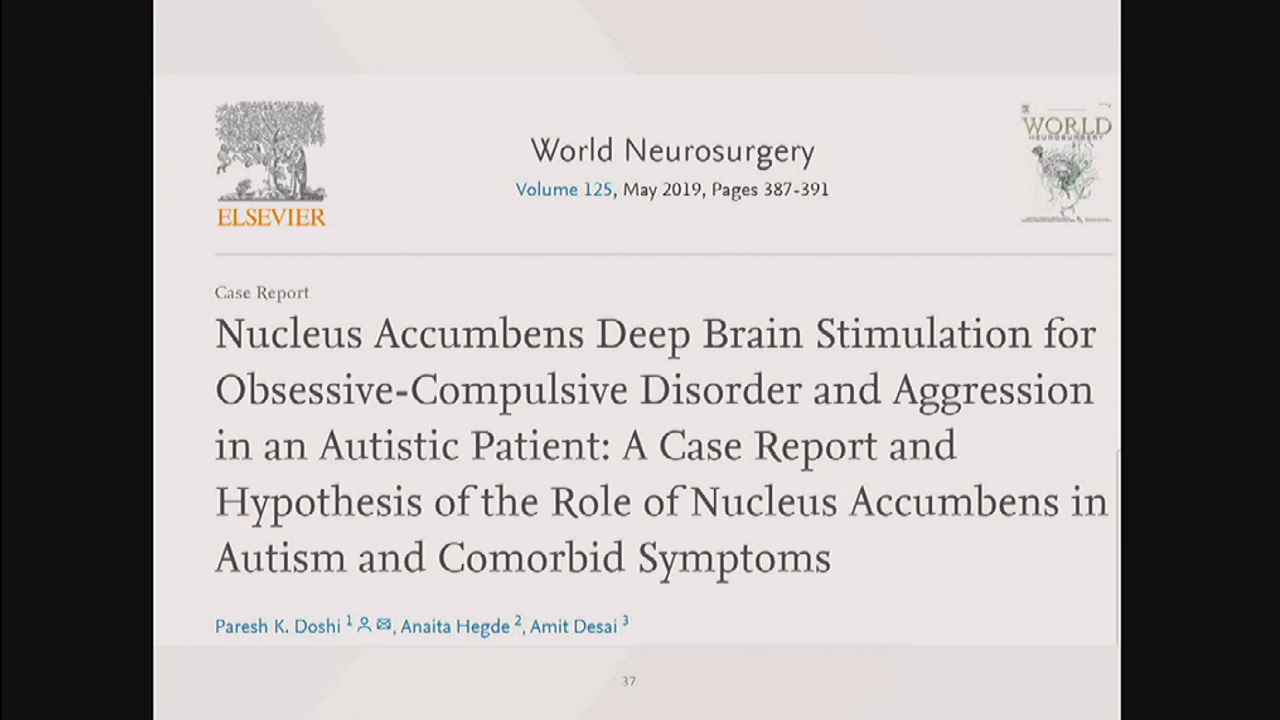 World Neurosurgery
Volume 125, May 2019, Pages 387-391
ELSEVIER
WORLD
NEUROSURGERY
Case Report
Nucleus Accumbens Deep Brain Stimulation for
Obsessive-Compulsive Disorder and Aggression
in an Autistic Patient: A Case Report and
Hypothesis of the Role of Nucleus Accumbens in
Autism and Comorbid Symptoms
Paresh K. Doshi 1, Anaita Hegde 2, Amit Desai 3
37